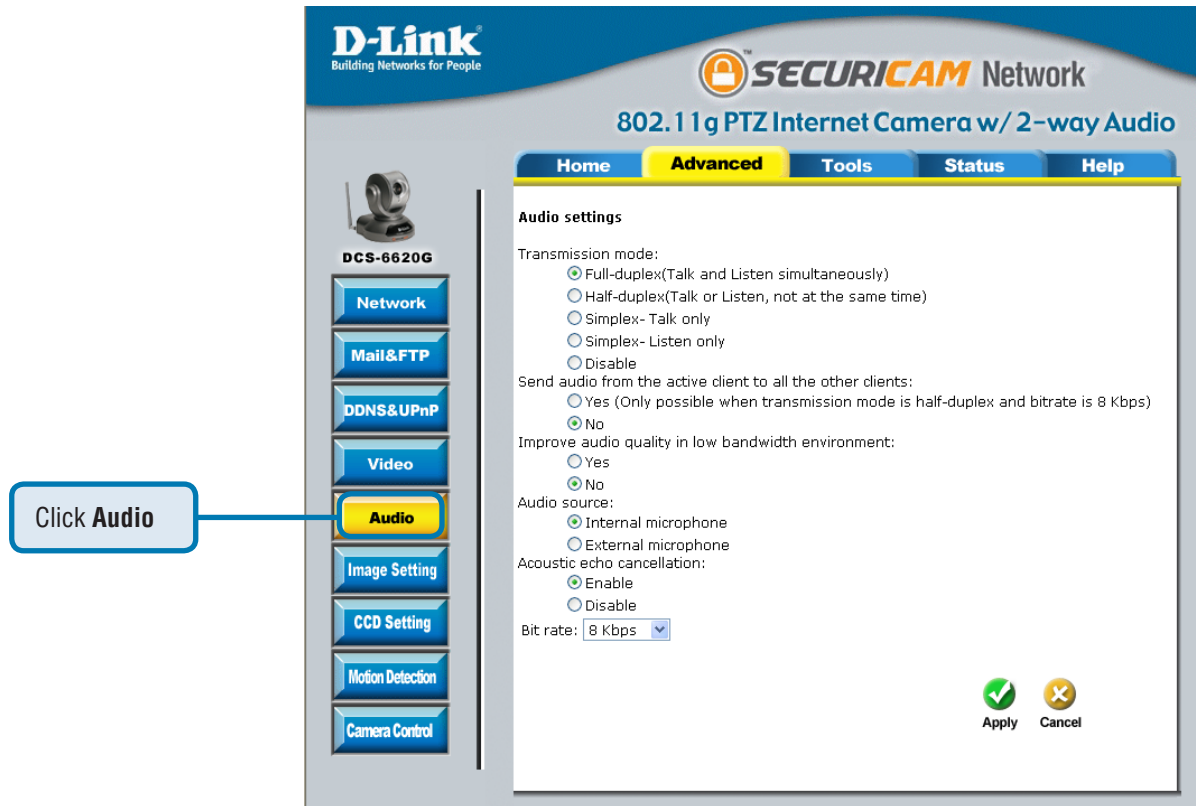 D-Link®
Building Networks for People
SECURICAM™ Network
802.11g PTZ Internet Camera w/ 2-way Audio
Home Advanced Tools Status Help
DCS-6620G
Network
Mail&FTP
DDNS&UPnP
Video
Audio
Image Setting
CCD Setting
Motion Detection
Camera Control
Click Audio
Audio settings
Transmission mode:
Full-duplex(Talk and Listen simultaneously)
Half-duplex(Talk or Listen, not at the same time)
Simplex- Talk only
Simplex- Listen only
Disable
Send audio from the active client to all the other clients:
Yes (Only possible when transmission mode is half-duplex and bitrate is 8 Kbps)
No
Improve audio quality in low bandwidth environment:
Yes
No
Audio source:
Internal microphone
External microphone
Acoustic echo cancellation:
Enable
Disable
Bit rate: 8 Kbps
Apply Cancel